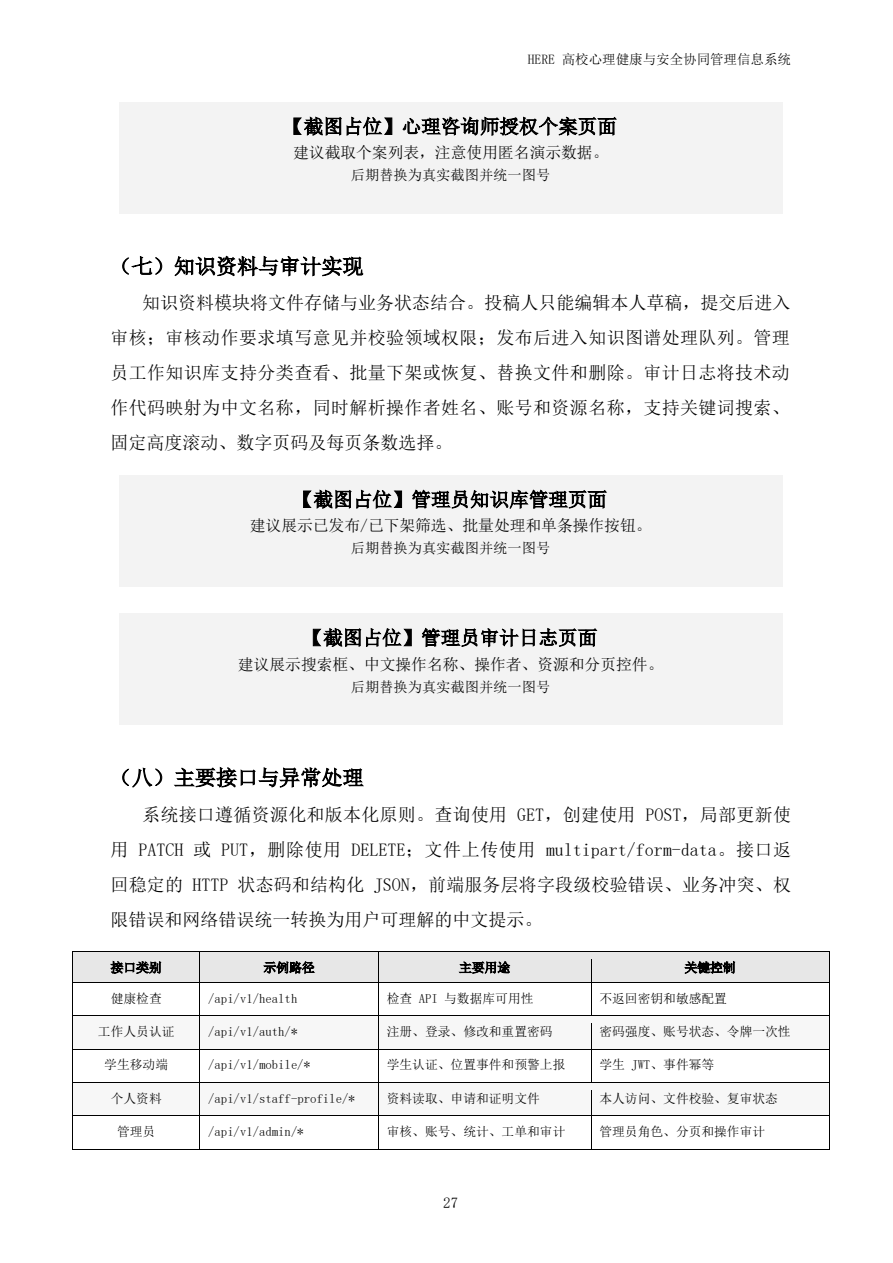 HERE 高校心理健康与安全协同管理信息系统
【截图占位】心理咨询师授权个案页面
建议截取个案列表，注意使用匿名演示数据。
后期替换为真实截图并统一图号
（七）知识资料与审计实现
知识资料模块将文件存储与业务状态结合。投稿人只能编辑本人草稿，提交后进入
审核；审核动作要求填写意见并校验领域权限；发布后进入知识图谱处理队列。管理
员工作知识库支持分类查看、批量下架或恢复、替换文件和删除。审计日志将技术动
作代码映射为中文名称，同时解析操作者姓名、账号和资源名称，支持关键词搜索、
固定高度滚动、数字页码及每页条数选择。
【截图占位】管理员知识库管理页面
建议展示已发布/已下架筛选、批量处理和单条操作按钮。
后期替换为真实截图并统一图号
【截图占位】管理员审计日志页面
建议展示搜索框、中文操作名称、操作者、资源和分页控件。
后期替换为真实截图并统一图号
（八）主要接口与异常处理
系统接口遵循资源化和版本化原则。查询使用 GET，创建使用 POST，局部更新使
用 PATCH 或 PUT，删除使用 DELETE；文件上传使用 multipart/form-data。接口返
回稳定的 HTTP 状态码和结构化 JSON，前端服务层将字段级校验错误、业务冲突、权
限错误和网络错误统一转换为用户可理解的中文提示。
接口类别 示例路径 主要用途 关键控制
健康检查 /api/v1/health 检查 API 与数据库可用性 不返回密钥和敏感配置
工作人员认证 /api/v1/auth/* 注册、登录、修改和重置密码 密码强度、账号状态、令牌一次性
学生移动端 /api/v1/mobile/* 学生认证、位置事件和预警上报 学生 JWT、事件幂等
个人资料 /api/v1/staff-profile/* 资料读取、申请和证明文件 本人访问、文件校验、复审状态
管理员 /api/v1/admin/* 审核、账号、统计、工单和审计 管理员角色、分页和操作审计
27